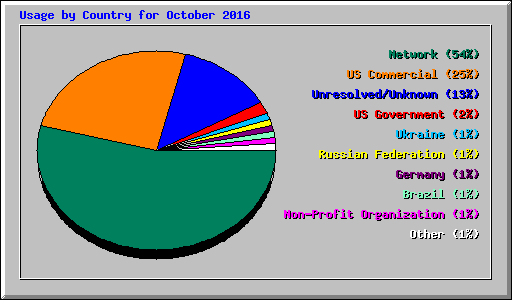 Usage by Country for October 2016
Network (54%)
US Commercial (25%)
Unresolved/Unknown (13%)
US Government (2%)
Ukraine (1%)
Russian Federation (1%)
Germany (1%)
Brazil (1%)
Non-Profit Organization (1%)
Other (1%)